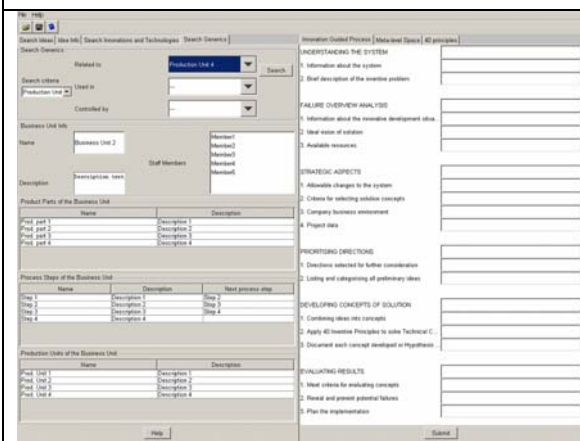 File Help
Search Ideas Idea Info Search Innovations and Technologies Search Generics
Search Generics
Related to
Production Unit 4
Search
Search criteria
Production Unit
Used in
--
Controlled by
--
Business Unit Info
Name
Business Unit 2
Staff Members
Member1
Member2
Member3
Member4
Member5
Description
Description text
Product Parts of the Business Unit
Name Description
Prod. part 1 Description 1
Prod. part 2 Description 2
Prod. part 3 Description 3
Prod. part 4 Description 4
Process Steps of the Business Unit
Name Description Next process step
Step 1 Description 1 Step 2
Step 2 Description 2 Step 3
Step 3 Description 3 Step 4
Step 4 Description 4
Production Units of the Business Unit
Name Description
Prod. Unit 1 Description 1
Prod. Unit 2 Description 2
Prod. Unit 3 Description 3
Prod. Unit 4 Description 4
Help
Innovation Guided Process Meta-level Space 40 principles
UNDERSTANDING THE SYSTEM
1. Information about the system
2. Brief description of the inventive problem
FAILURE OVERVIEW ANALYSIS
1. Information about the innovative development situa...
2. Ideal vision of solution
3. Available resources
STRATEGIC ASPECTS
1. Allowable changes to the system
2. Criteria for selecting solution concepts
3. Company business environment
4. Project data
PRIORITISING DIRECTIONS
1. Directions selected for further consideration
2. Listing and categorising all preliminary ideas
DEVELOPING CONCEPTS OF SOLUTION
1. Combining ideas into concepts
2. Apply 40 Inventive Principles to solve Technical C...
3. Document each concept developed or Hypothesis ...
EVALUATING RESULTS
1. Meet criteria for evaluating concepts
2. Reveal and prevent potential failures
3. Plan the implementation
Submit